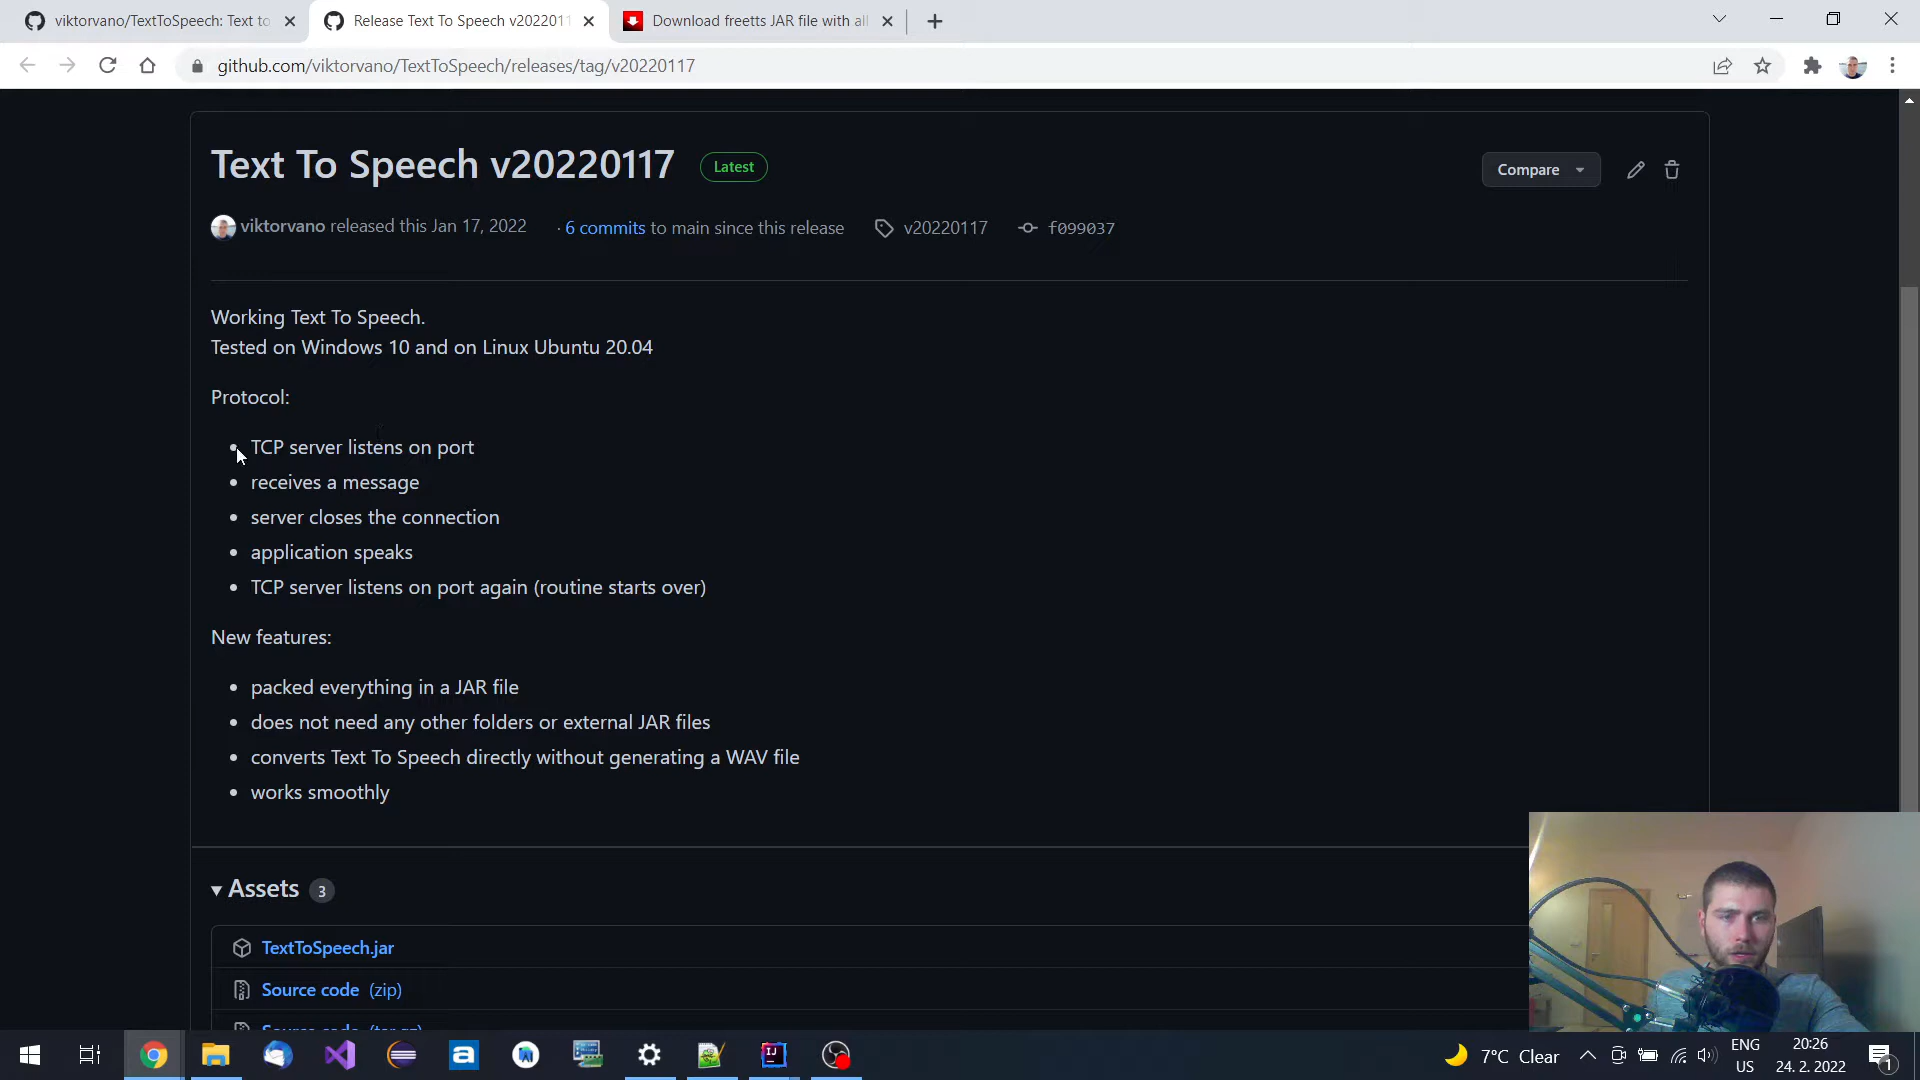 viktorvano/TextToSpeech: Text to
Release Text To Speech v2022011
Download freetts JAR file with all
github.com/viktorvano/TextToSpeech/releases/tag/v20220117
Text To Speech v20220117
Latest
Compare
viktorvano released this Jan 17, 2022
· 6 commits to main since this release
v20220117
f099037
Working Text To Speech.
Tested on Windows 10 and on Linux Ubuntu 20.04
Protocol:
• TCP server listens on port
• receives a message
• server closes the connection
• application speaks
• TCP server listens on port again (routine starts over)
New features:
• packed everything in a JAR file
• does not need any other folders or external JAR files
• converts Text To Speech directly without generating a WAV file
• works smoothly
Assets 3
TextToSpeech.jar
Source code (zip)
Source code (tar.gz)
7°C Clear
ENG
US
20:26
24. 2. 2022
1